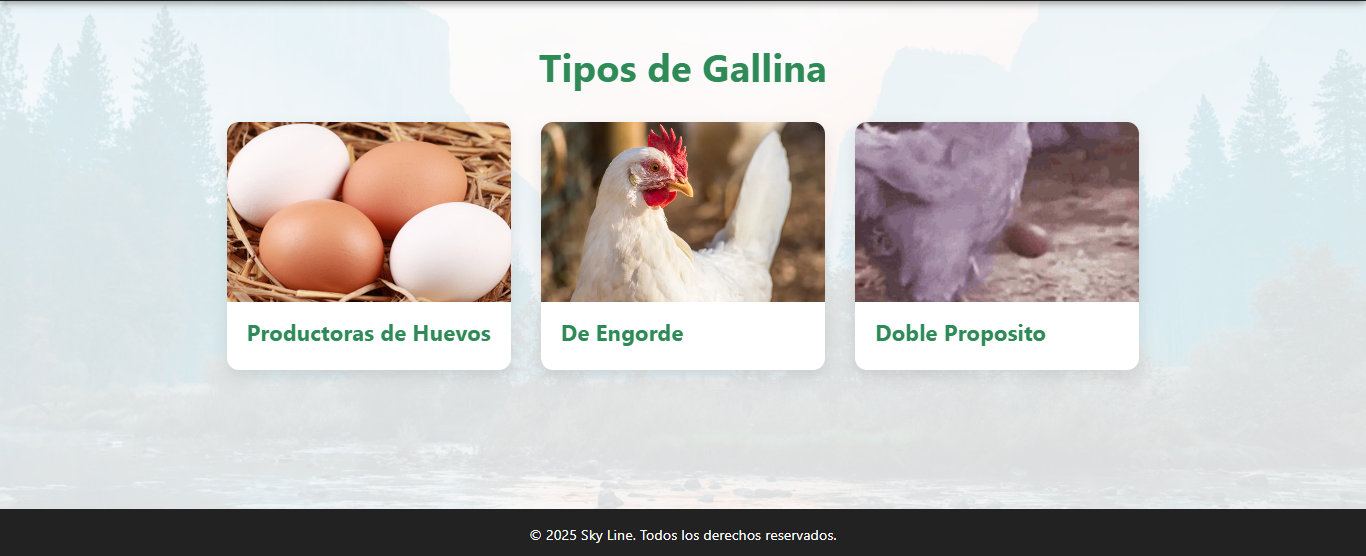 Tipos de Gallina
Productoras de Huevos
De Engorde
Doble Proposito
© 2025 Sky Line. Todos los derechos reservados.